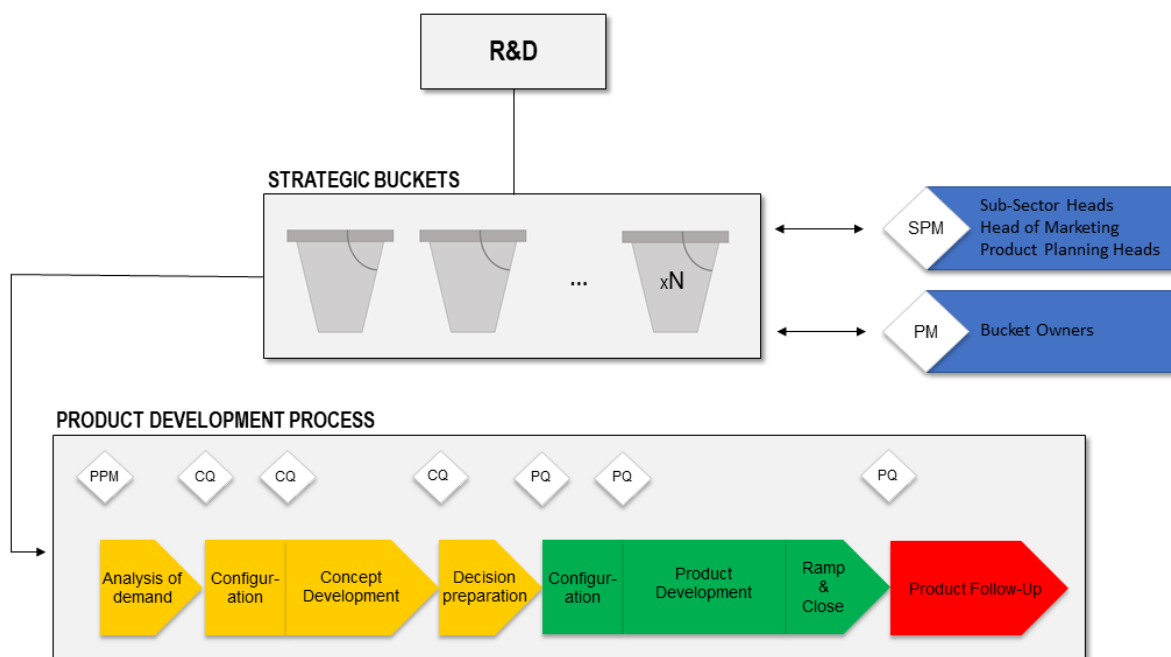 R&D
STRATEGIC BUCKETS
...
xN
SPM
Sub-Sector Heads
Head of Marketing
Product Planning Heads
PM
Bucket Owners
PRODUCT DEVELOPMENT PROCESS
PPM
CQ
CQ
CQ
PQ
PQ
PQ
Analysis of
demand
Configur-
ation
Concept
Development
Decision
preparation
Configur-
ation
Product
Development
Ramp
&
Close
Product Follow-Up